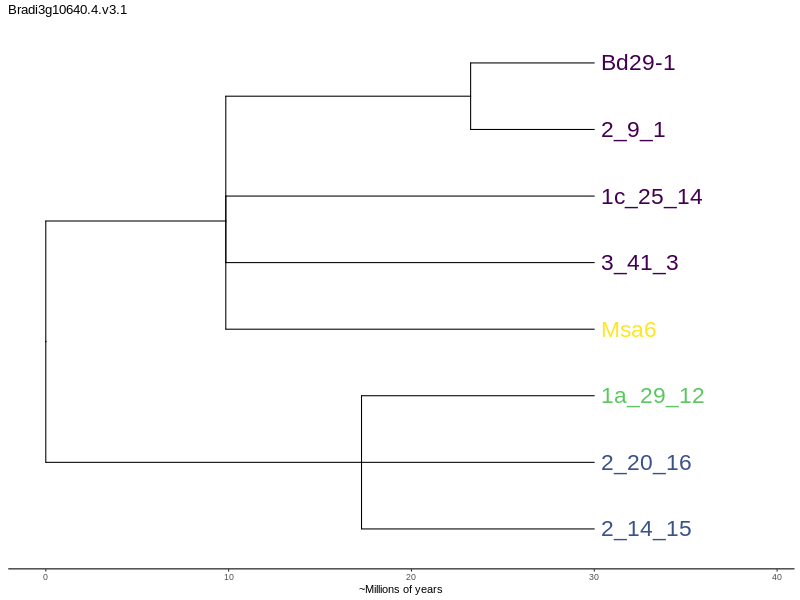 Bradi3g10640.4.v3.1
Bd29-1
2_9_1
1c_25_14
3_41_3
Msa6
1a_29_12
2_20_16
2_14_15
0 10 20 30 40
~Millions of years